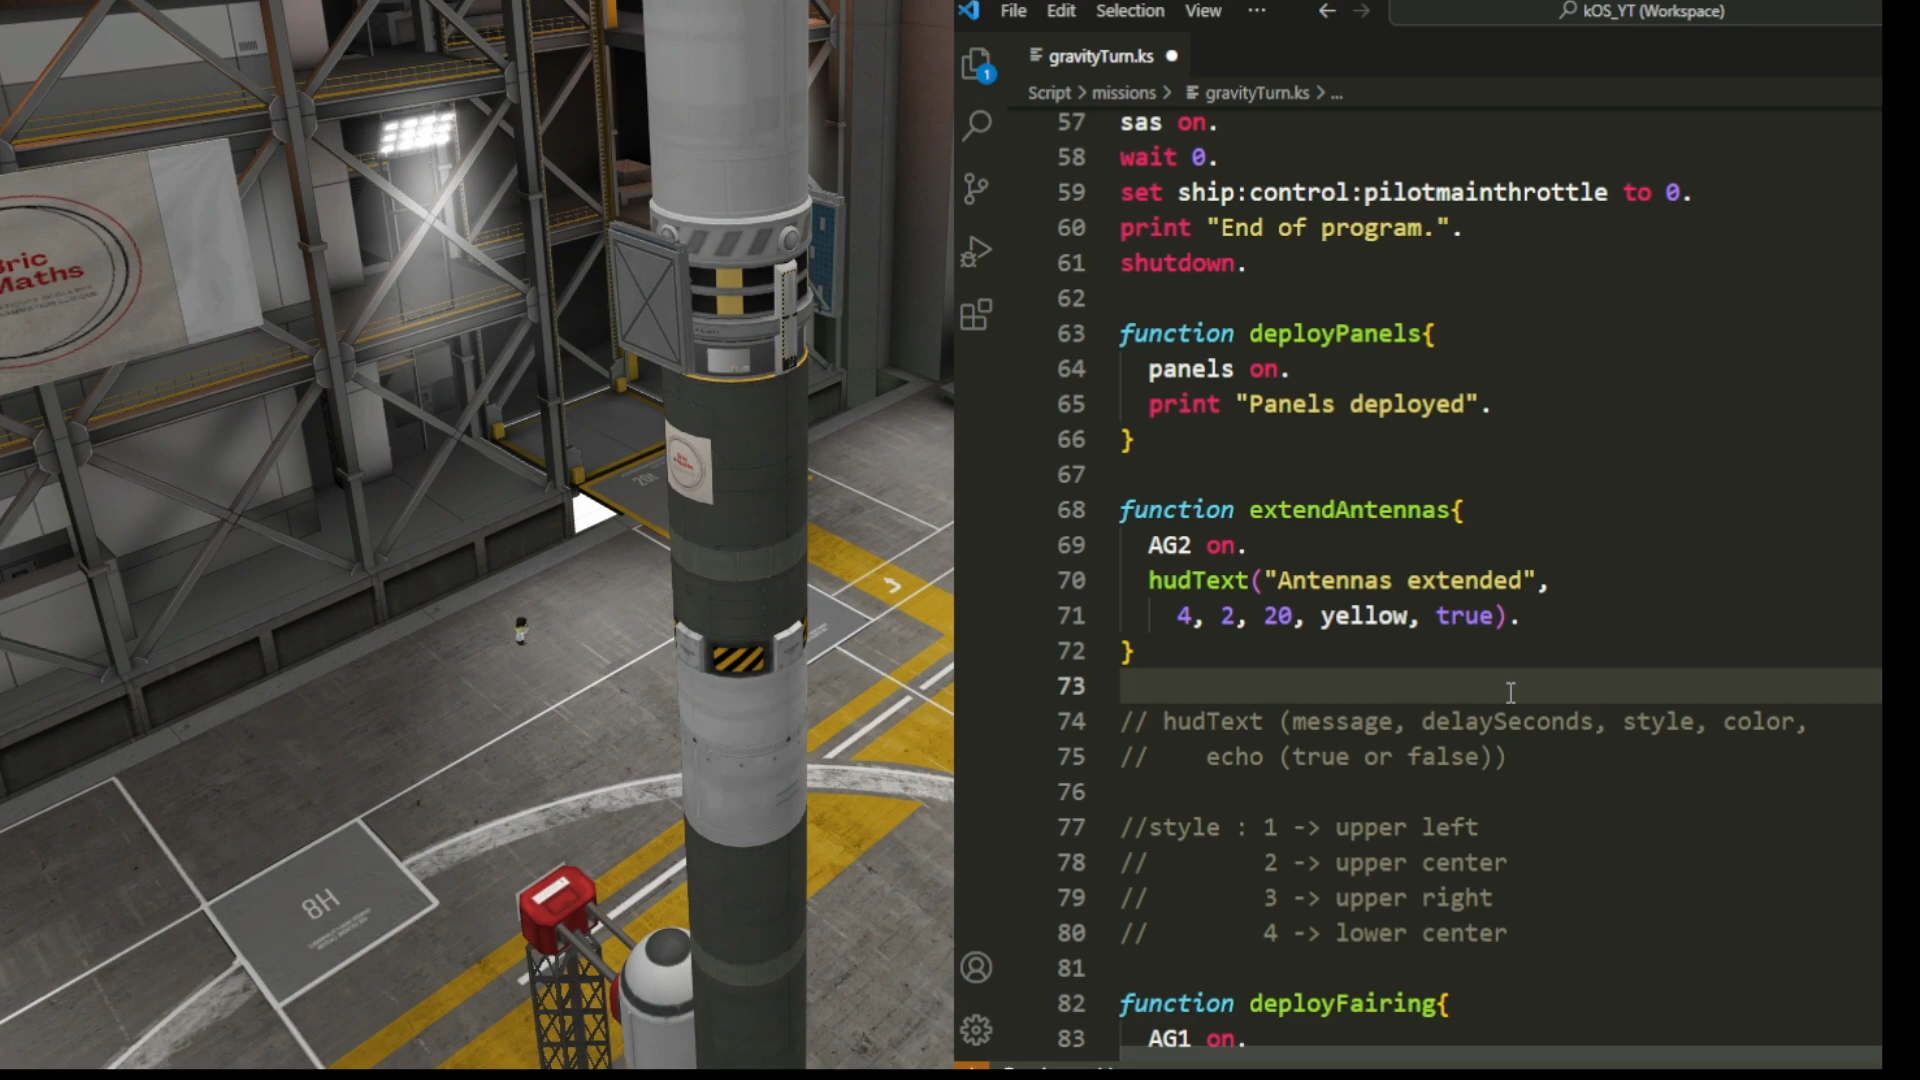 File Edit Selection View ··· ← → kOS_YT (Workspace)
gravityTurn.ks
1
Script > missions > gravityTurn.ks > ...
57 sas on.
58 wait 0.
59 set ship:control:pilotmainthrottle to 0.
60 print "End of program.".
61 shutdown.
62
63 function deployPanels{
64 panels on.
65 print "Panels deployed".
66 }
67
68 function extendAntennas{
69 AG2 on.
70 hudText("Antennas extended",
71 4, 2, 20, yellow, true).
72 }
73
74 // hudText (message, delaySeconds, style, color,
75 // echo (true or false))
76
77 //style : 1 -> upper left
78 // 2 -> upper center
79 // 3 -> upper right
80 // 4 -> lower center
81
82 function deployFairing{
83 AG1 on.
Bric
Maths
H8